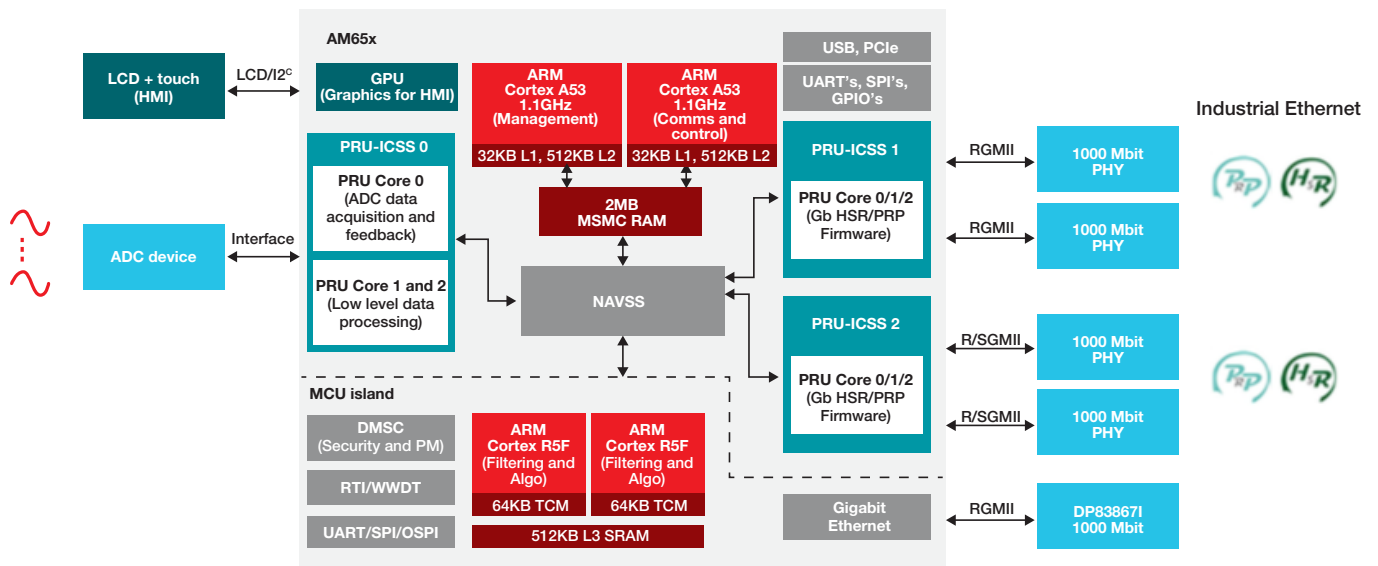 AM65x
LCD + touch
(HMI)
LCD/I2C
GPU
(Graphics for HMI)
ARM
Cortex A53
1.1GHz
(Management)
32KB L1, 512KB L2
ARM
Cortex A53
1.1GHz
(Comms and
control)
32KB L1, 512KB L2
USB, PCIe
UART's, SPI's,
GPIO's
Industrial Ethernet
PRU-ICSS 0
PRU Core 0
(ADC data
acquisition and
feedback)
PRU Core 1 and 2
(Low level data
processing)
ADC device
Interface
2MB
MSMC RAM
NAVSS
PRU-ICSS 1
PRU Core 0/1/2
(Gb HSR/PRP
Firmware)
RGMII
1000 Mbit
PHY
RGMII
1000 Mbit
PHY
PRP
HSR
PRU-ICSS 2
PRU Core 0/1/2
(Gb HSR/PRP
Firmware)
R/SGMII
1000 Mbit
PHY
R/SGMII
1000 Mbit
PHY
PRP
HSR
MCU island
DMSC
(Security and PM)
RTI/WWDT
UART/SPI/OSPI
ARM
Cortex R5F
(Filtering and
Algo)
64KB TCM
ARM
Cortex R5F
(Filtering and
Algo)
64KB TCM
512KB L3 SRAM
Gigabit
Ethernet
RGMII
DP83867I
1000 Mbit